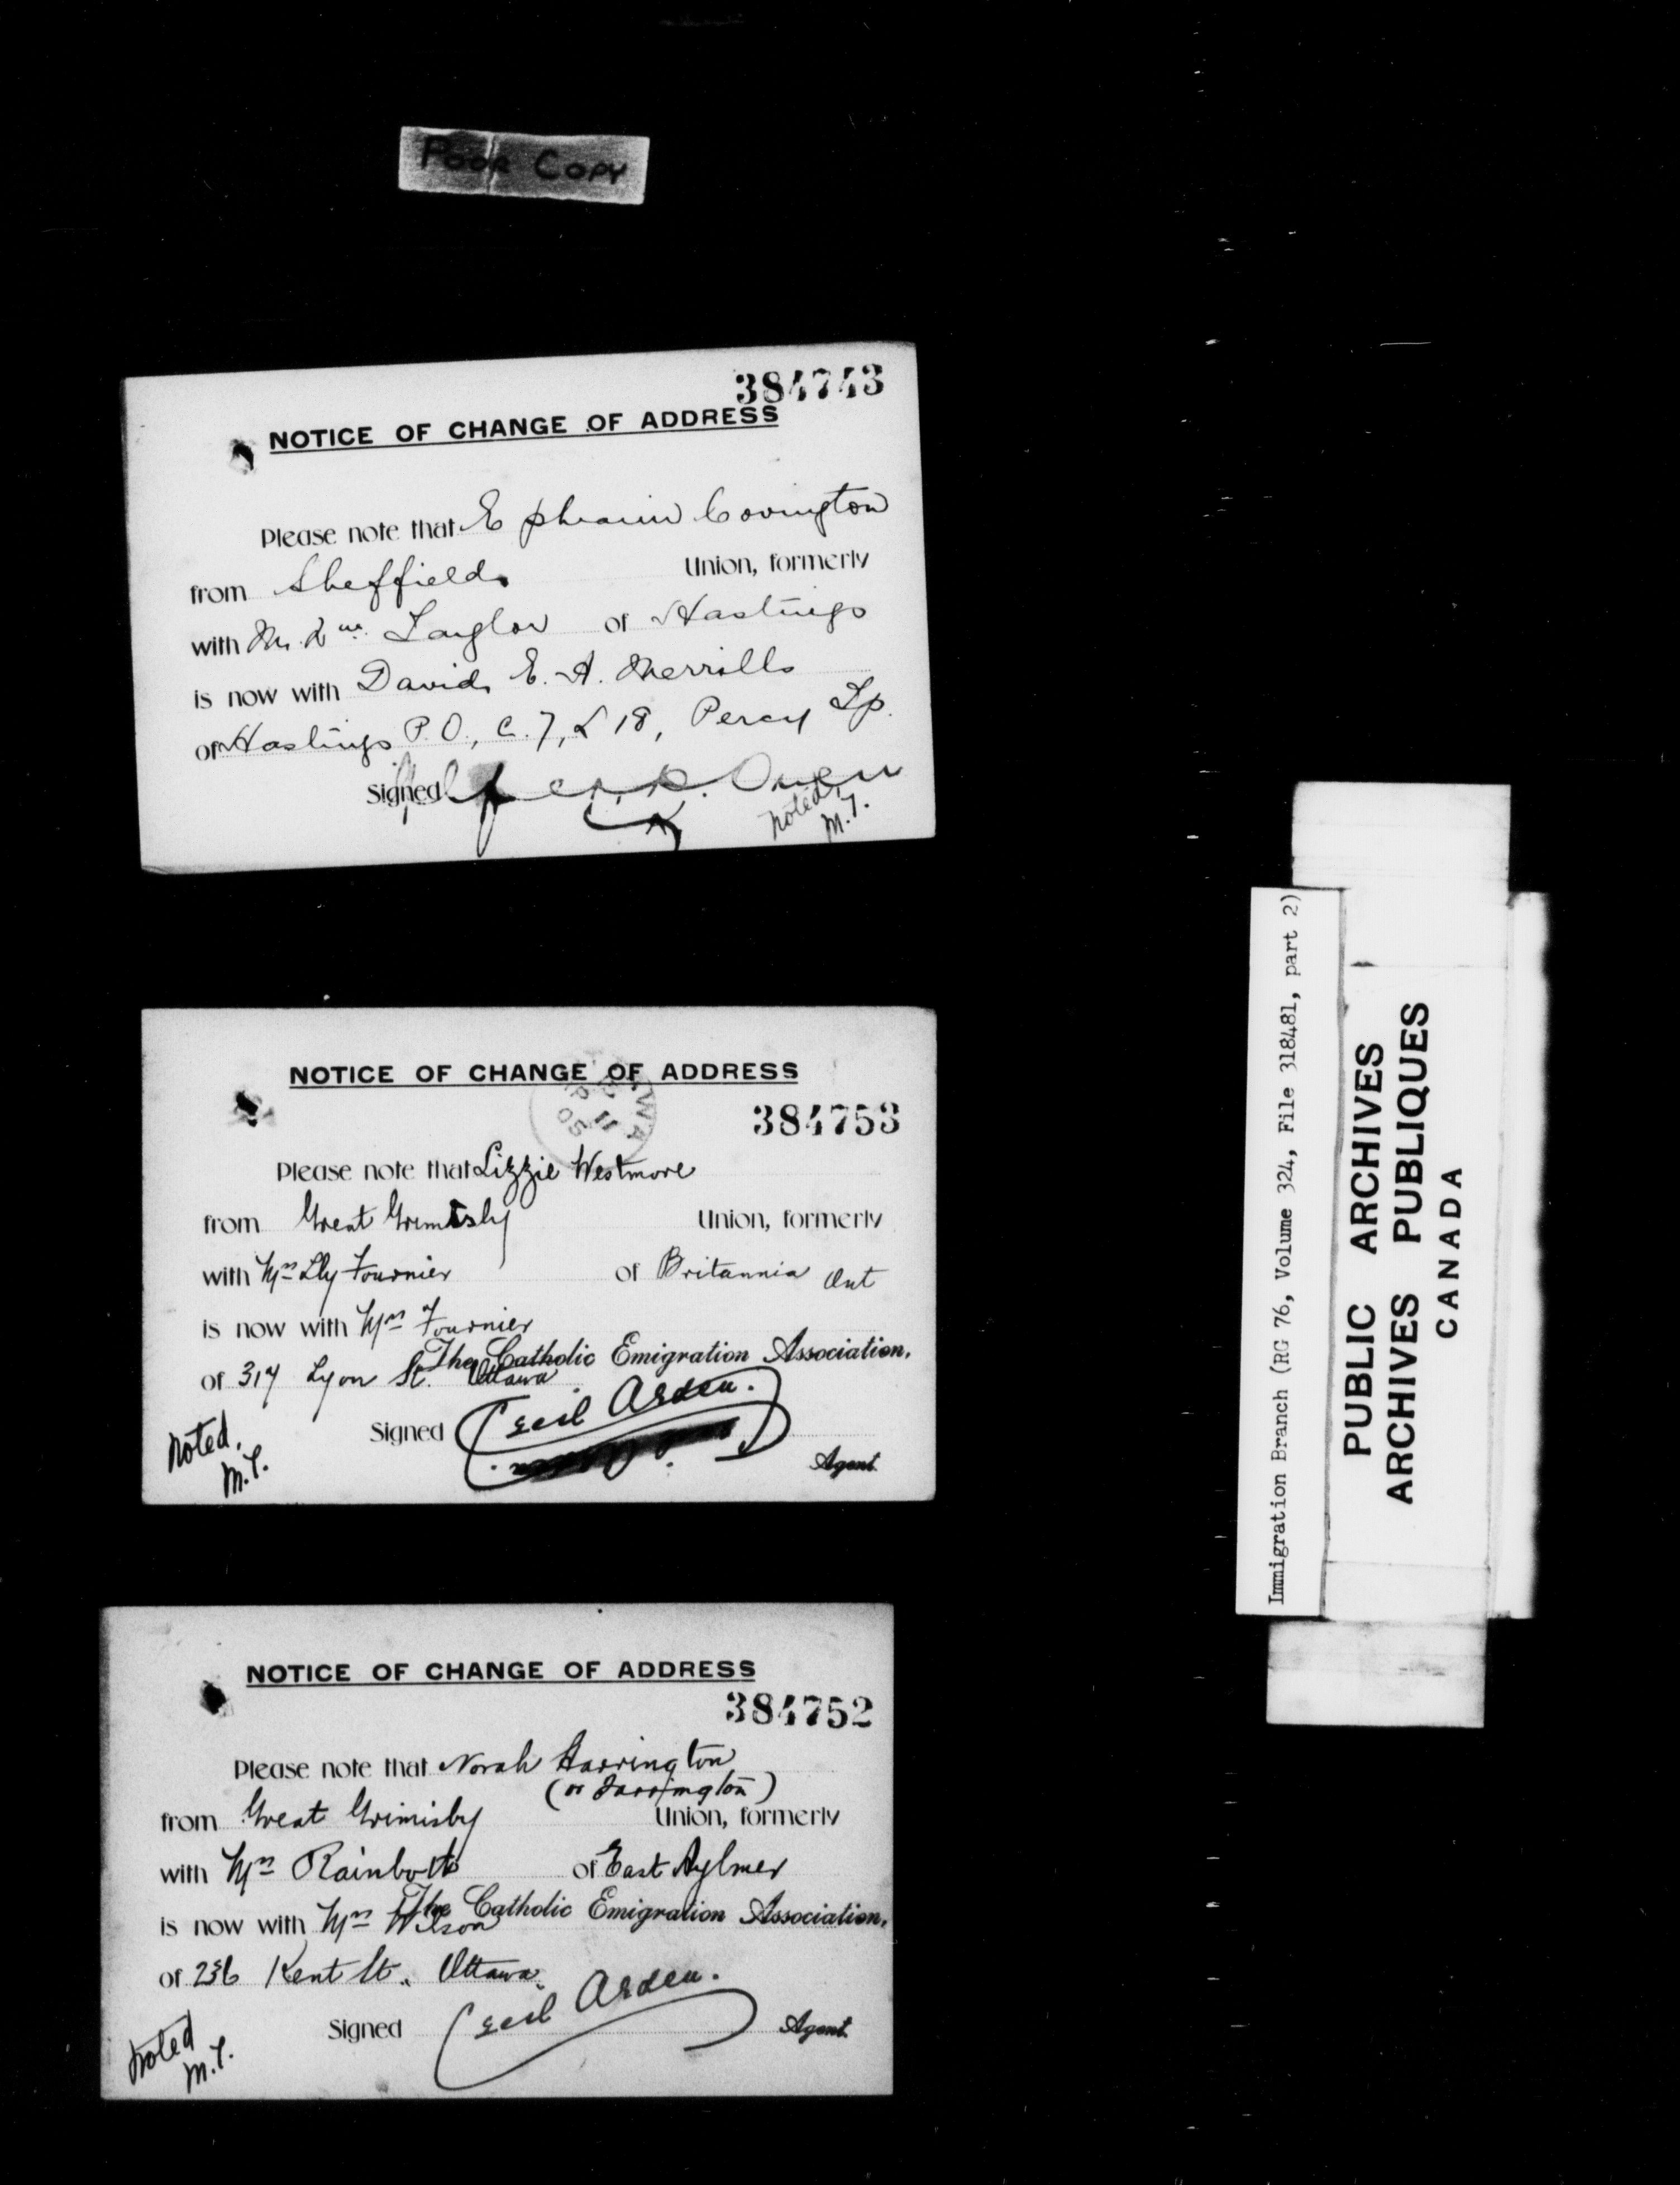 POOR COPY
384743
NOTICE OF CHANGE OF ADDRESS
Please note that Ephraim Covington
from Sheffield Union, formerly
with Mr. Wm. Taylor of Hastings
is now with David E. A. Merrills
of Hastings P.O., C. 7, L 18, Percy Tp.
Signed Owen
Noted,
M.T.
NOTICE OF CHANGE OF ADDRESS
384753
Please note that Lizzie Westmore
from Great Grimsby Union, formerly
with Mrs Fournier of Britannia Ont
is now with Mrs Fournier
The Catholic Emigration Association,
of 317 Lyon St. Ottawa
Signed Cecil Arden.
Agent.
Noted.
M.T.
NOTICE OF CHANGE OF ADDRESS
384752
Please note that Norah Harrington
(or Farrington)
from Great Grimsby Union, formerly
with Mrs Rainboth of East Aylmer
The Catholic Emigration Association,
is now with Mrs Wilson
of 236 Kent St. Ottawa.
Signed Cecil Arden. Agent.
Noted
M.T.
Immigration Branch (RG 76, Volume 324, File 318481, part 2)
PUBLIC ARCHIVES
ARCHIVES PUBLIQUES
CANADA